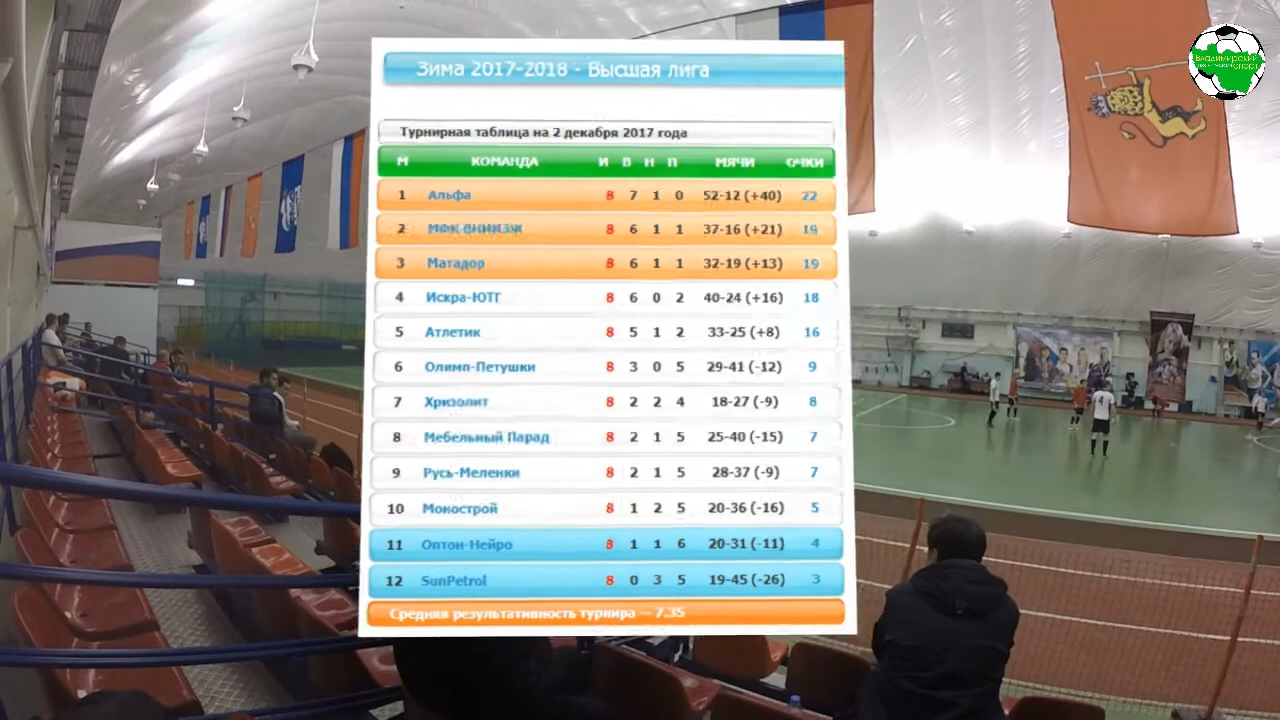 Владимирский
спорт
Зима 2017-2018 - Высшая лига
Турнирная таблица на 2 декабря 2017 года
М КОМАНДА И В Н П МЯЧИ ОЧКИ
1 Альфа 8 7 1 0 52-12 (+40) 22
2 МФК ВНИИЗЖ 8 6 1 1 37-16 (+21) 19
3 Матадор 8 6 1 1 32-19 (+13) 19
4 Искра-ЮТГ 8 6 0 2 40-24 (+16) 18
5 Атлетик 8 5 1 2 33-25 (+8) 16
6 Олимп-Петушки 8 3 0 5 29-41 (-12) 9
7 Хризолит 8 2 2 4 18-27 (-9) 8
8 Мебельный Парад 8 2 1 5 25-40 (-15) 7
9 Русь-Меленки 8 2 1 5 28-37 (-9) 7
10 Монострой 8 1 2 5 20-36 (-16) 5
11 Оптон-Нейро 8 1 1 6 20-31 (-11) 4
12 SunPetrol 8 0 3 5 19-45 (-26) 3
Средняя результативность турнира — 7.35